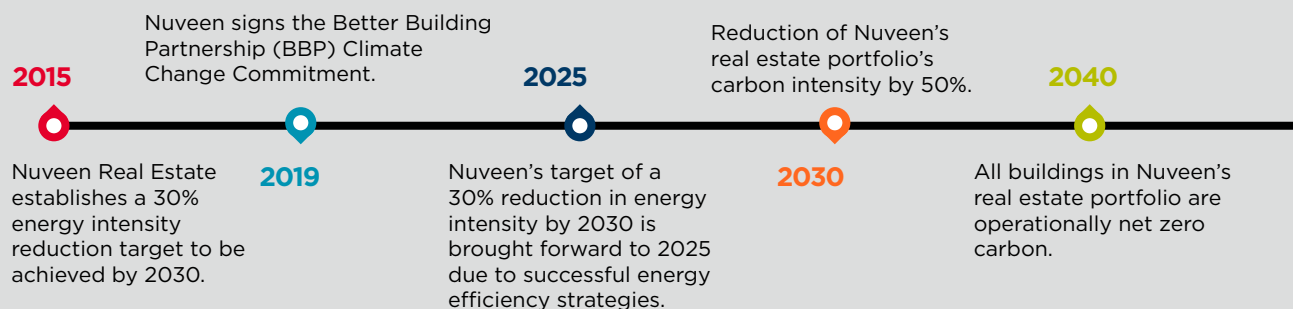 2015
Nuveen Real Estate
establishes a 30%
energy intensity
reduction target to be
achieved by 2030.
Nuveen signs the Better Building
Partnership (BBP) Climate
Change Commitment.
2019
2025
Nuveen’s target of a
30% reduction in energy
intensity by 2030 is
brought forward to 2025
due to successful energy
efficiency strategies.
Reduction of Nuveen’s
real estate portfolio’s
carbon intensity by 50%.
2030
2040
All buildings in Nuveen’s
real estate portfolio are
operationally net zero
carbon.